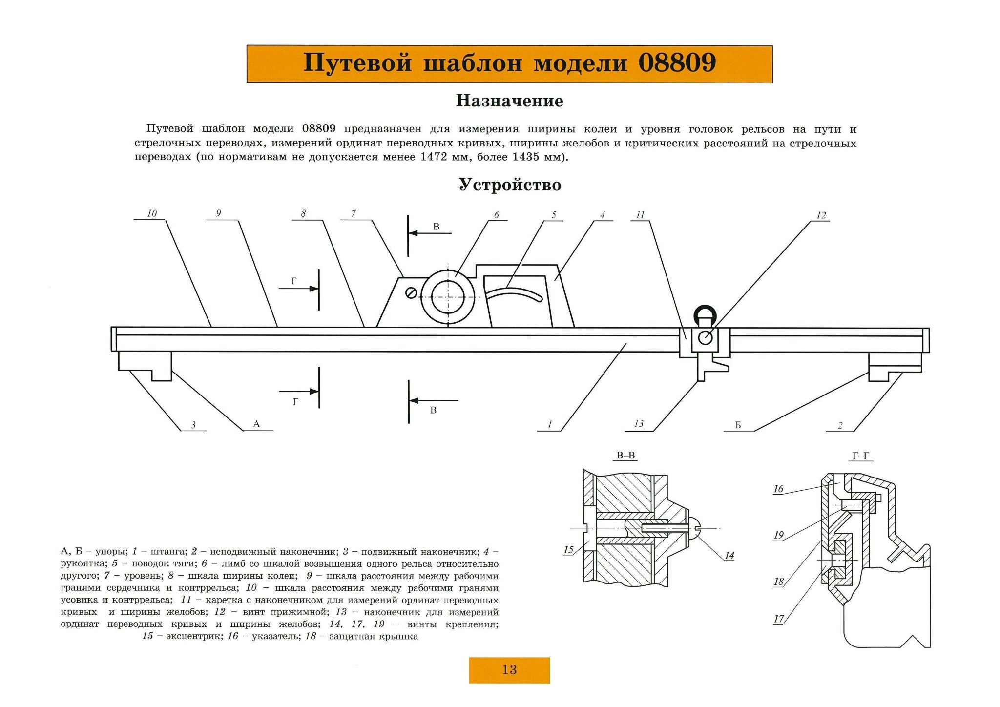 Путевой шаблон модели 08809
Назначение
Путевой шаблон модели 08809 предназначен для измерения ширины колеи и уровня головок рельсов на пути и
стрелочных переводах, измерений ординат переводных кривых, ширины желобов и критических расстояний на стрелочных
переводах (по нормативам не допускается менее 1472 мм, более 1435 мм).
Устройство
10 9 8 7 В 6 5 4 11 12
Г
Г
В
3 А 1 13 Б 2
В–В Г–Г
16
19
15 14
18
17
А, Б – упоры; 1 – штанга; 2 – неподвижный наконечник; 3 – подвижный наконечник; 4 –
рукоятка; 5 – поводок тяги; 6 – лимб со шкалой возвышения одного рельса относительно
другого; 7 – уровень; 8 – шкала ширины колеи; 9 – шкала расстояния между рабочими
гранями сердечника и контррельса; 10 – шкала расстояния между рабочими гранями
усовика и контррельса; 11 – каретка с наконечником для измерений ординат переводных
кривых и ширины желобов; 12 – винт прижимной; 13 – наконечник для измерений
ординат переводных кривых и ширины желобов; 14, 17, 19 – винты крепления;
15 – эксцентрик; 16 – указатель; 18 – защитная крышка
13